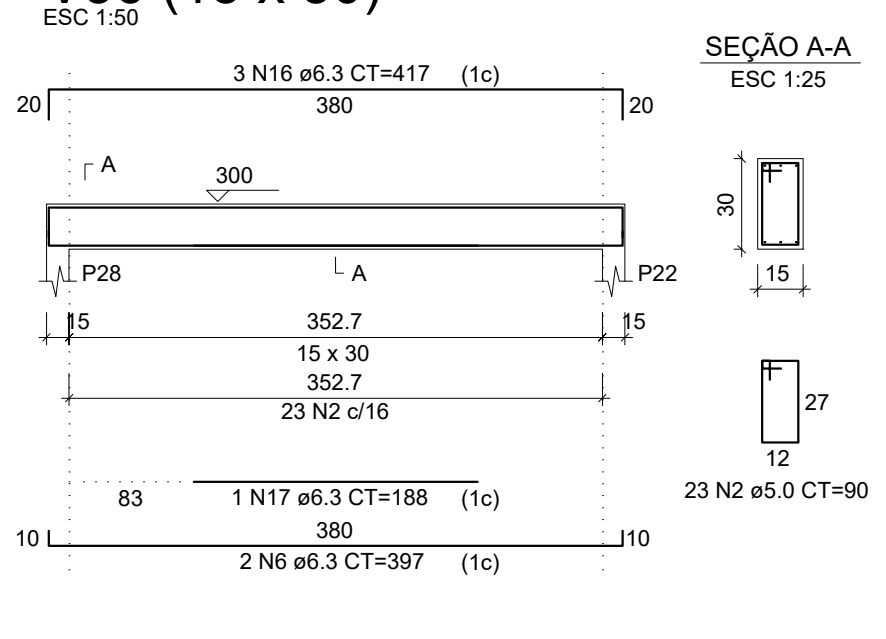 ESC 1:50
SEÇÃO A-A
ESC 1:25
3 N16 ø6.3 CT=417 (1c)
20 380 20
A
300
A
P28 P22
30
15
15 352.7 15
15 x 30
352.7
23 N2 c/16
27
12
23 N2 ø5.0 CT=90
83 1 N17 ø6.3 CT=188 (1c)
10 380 10
2 N6 ø6.3 CT=397 (1c)